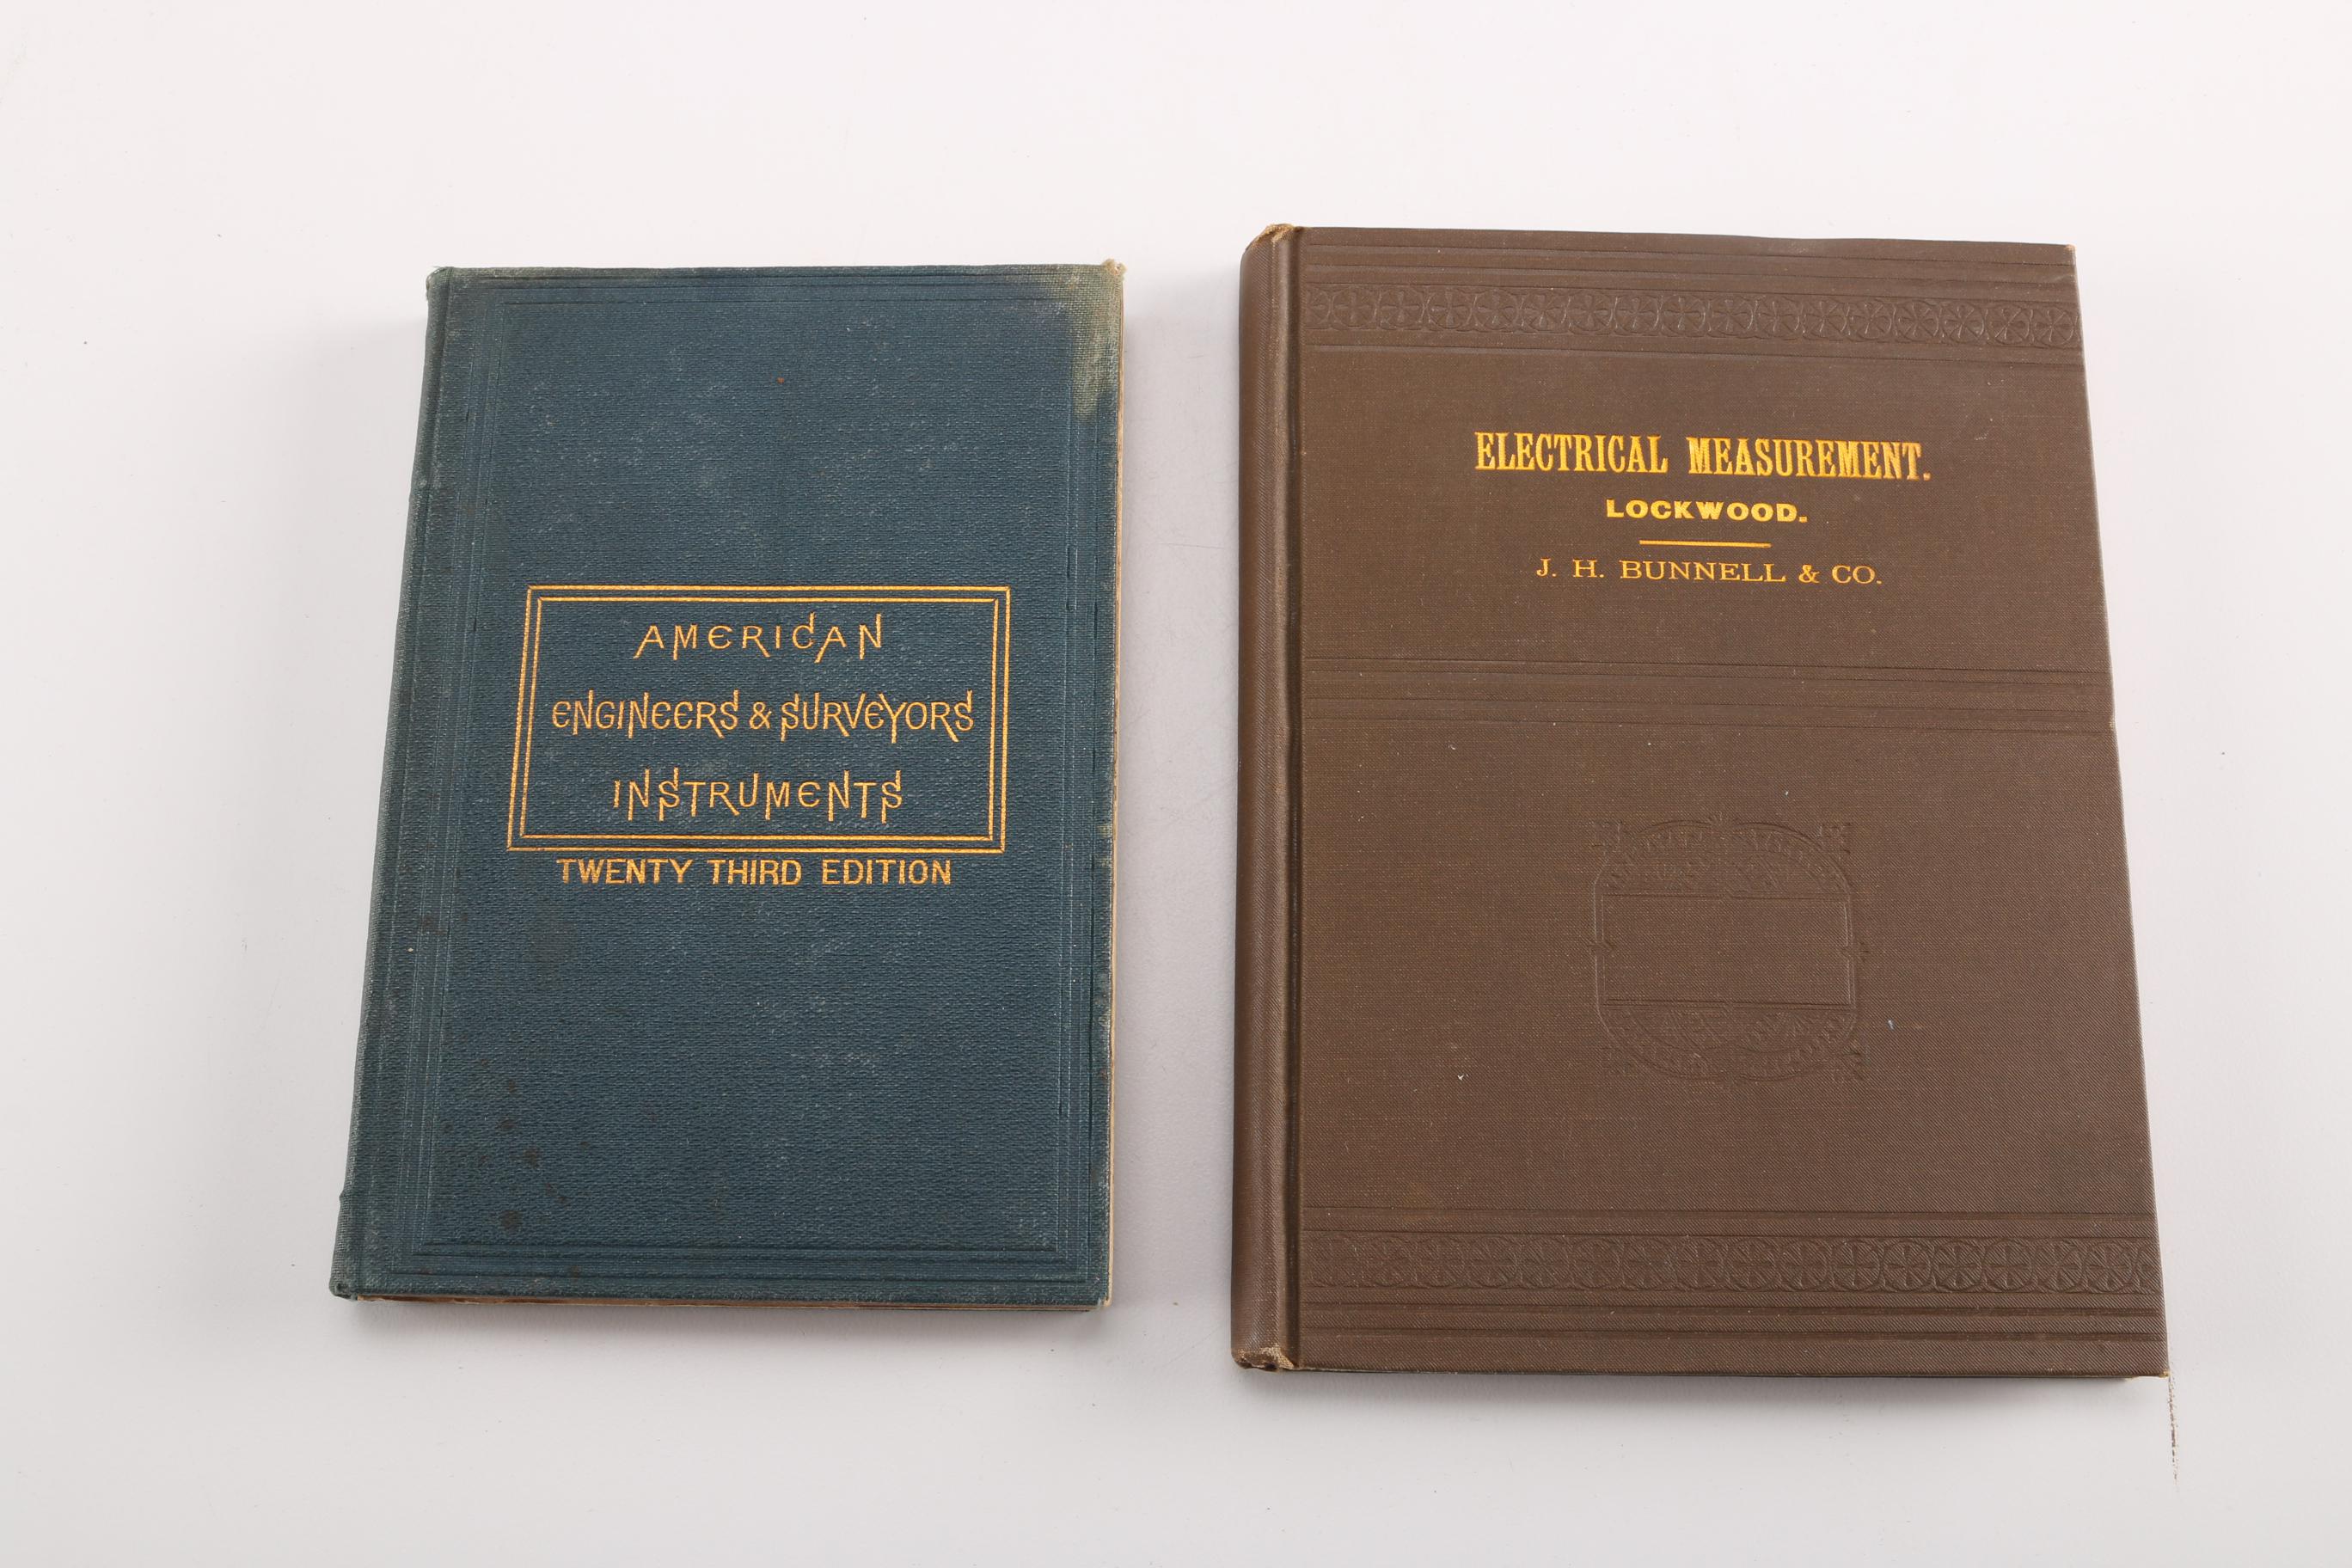 AMERICAN
ENGINEERS & SURVEYORS
INSTRUMENTS
TWENTY THIRD EDITION
ELECTRICAL MEASUREMENT.
LOCKWOOD.
J. H. BUNNELL & CO.